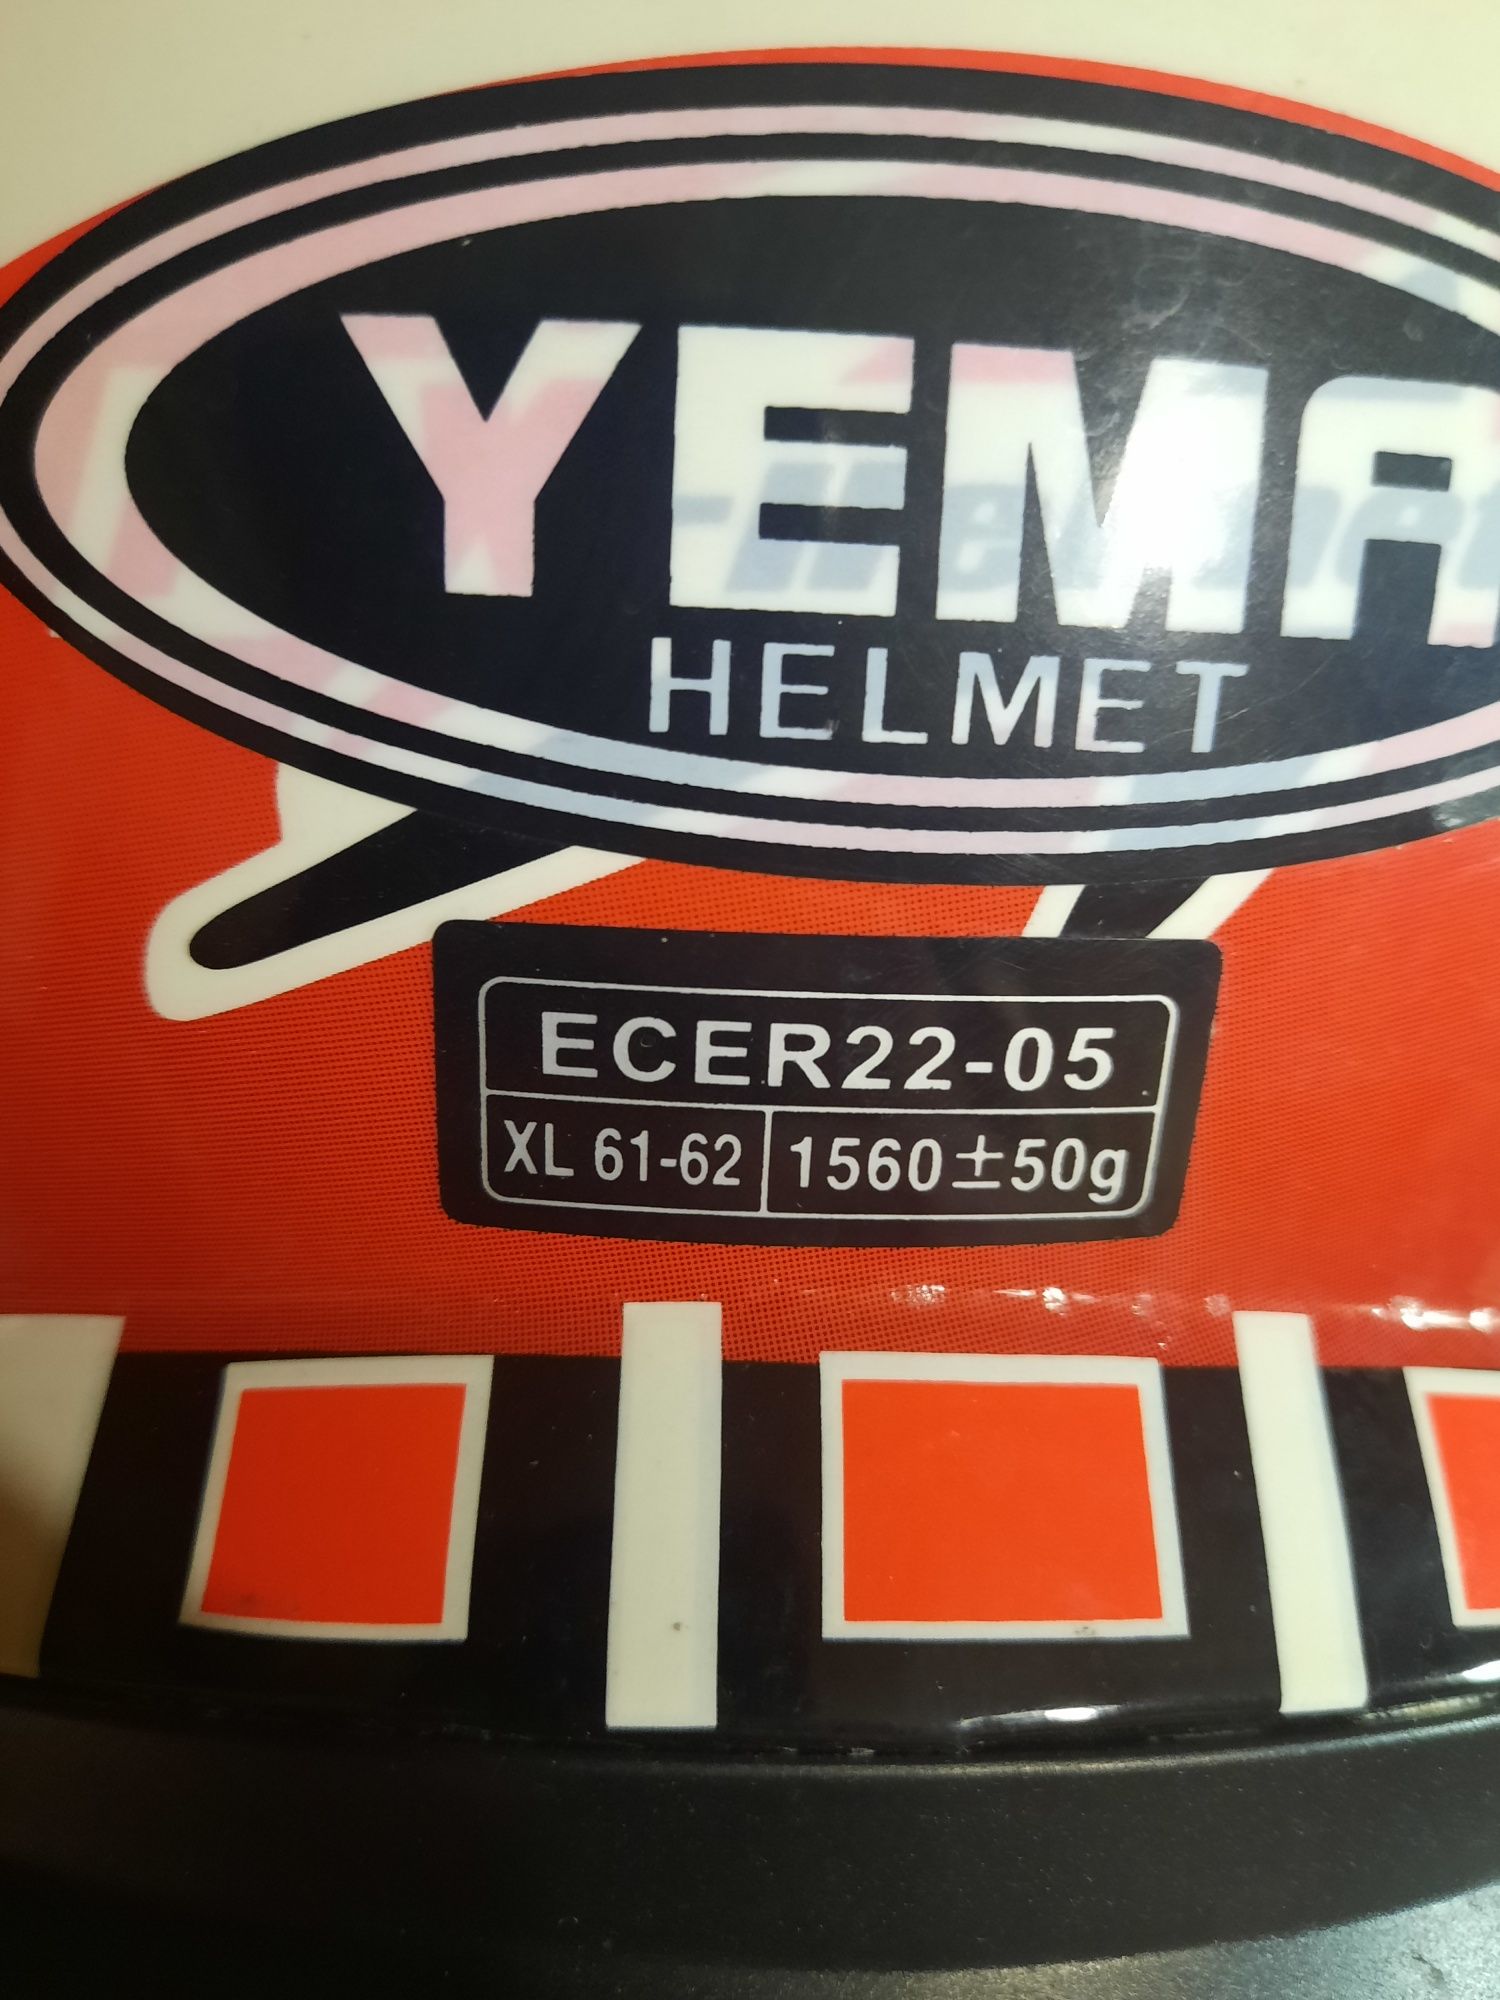 YEMA
HELMET
ECER22-05
XL 61-62 1560±50g